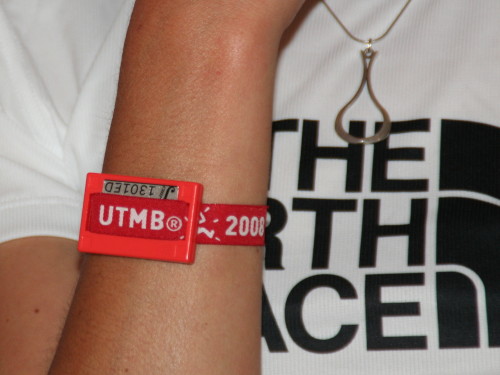 J 1301ED
UTMB® 2008
THE
RTH
ACE